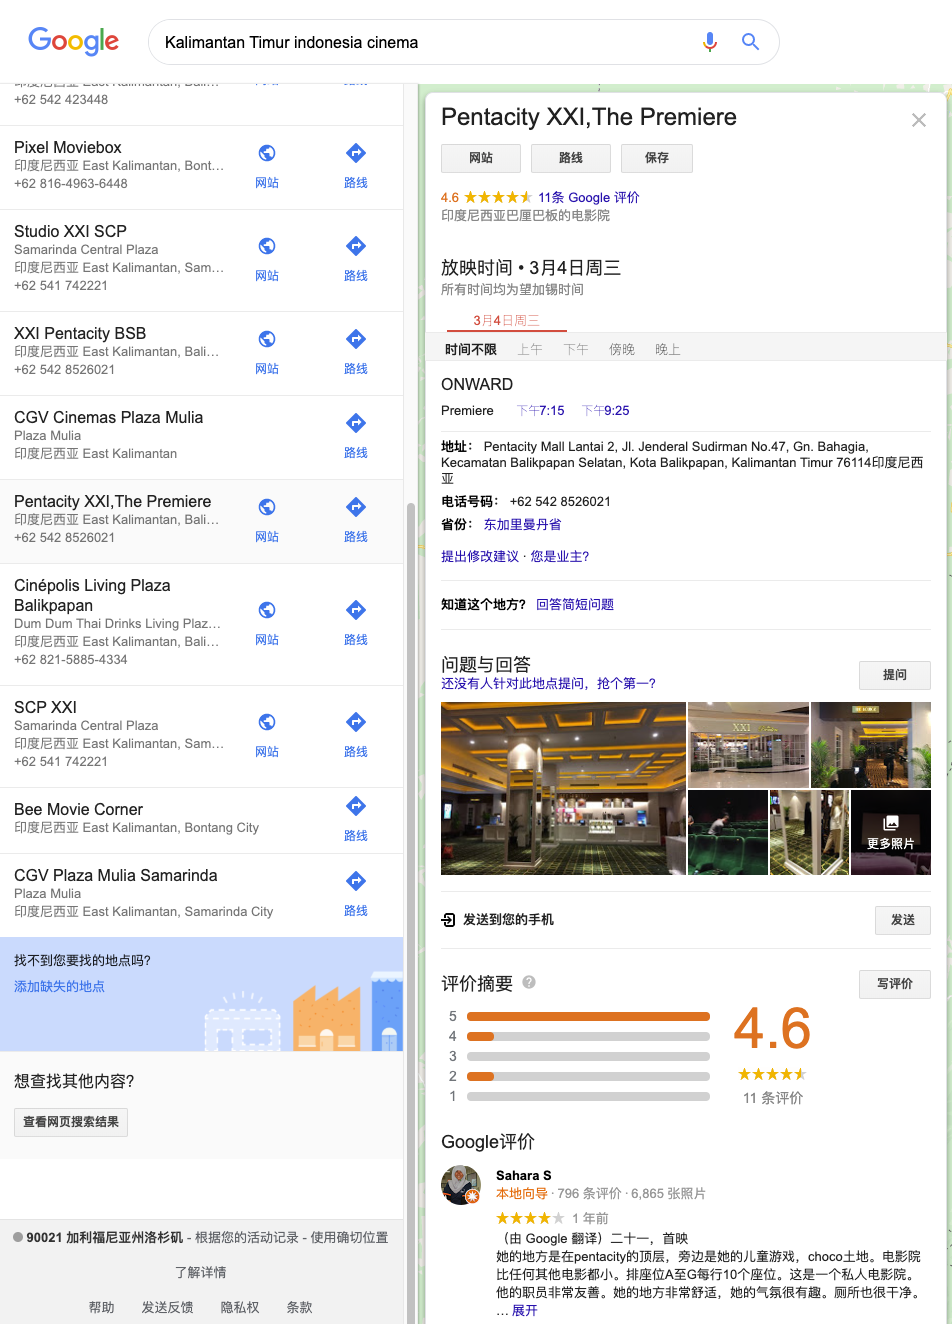 Google
Kalimantan Timur indonesia cinema
+62 542 423448
Pixel Moviebox
印度尼西亚 East Kalimantan, Bont…
+62 816-4963-6448
网站
路线
Studio XXI SCP
Samarinda Central Plaza
印度尼西亚 East Kalimantan, Sam…
+62 541 742221
网站
路线
XXI Pentacity BSB
印度尼西亚 East Kalimantan, Bali…
+62 542 8526021
网站
路线
CGV Cinemas Plaza Mulia
Plaza Mulia
印度尼西亚 East Kalimantan
路线
Pentacity XXI,The Premiere
印度尼西亚 East Kalimantan, Bali…
+62 542 8526021
网站
路线
Cinépolis Living Plaza
Balikpapan
Dum Dum Thai Drinks Living Plaz…
印度尼西亚 East Kalimantan, Bali…
+62 821-5885-4334
网站
路线
SCP XXI
Samarinda Central Plaza
印度尼西亚 East Kalimantan, Sam…
+62 541 742221
网站
路线
Bee Movie Corner
印度尼西亚 East Kalimantan, Bontang City
路线
CGV Plaza Mulia Samarinda
Plaza Mulia
印度尼西亚 East Kalimantan, Samarinda City
路线
找不到您要找的地点吗?
添加缺失的地点
想查找其他内容?
查看网页搜索结果
90021 加利福尼亚州洛杉矶 - 根据您的活动记录 - 使用确切位置
了解详情
帮助 发送反馈 隐私权 条款
Pentacity XXI,The Premiere
网站 路线 保存
4.6 11条 Google 评价
印度尼西亚巴厘巴板的电影院
放映时间 • 3月4日周三
所有时间均为望加锡时间
3月4日周三
时间不限 上午 下午 傍晚 晚上
ONWARD
Premiere 下午7:15 下午9:25
地址： Pentacity Mall Lantai 2, Jl. Jenderal Sudirman No.47, Gn. Bahagia,
Kecamatan Balikpapan Selatan, Kota Balikpapan, Kalimantan Timur 76114印度尼西
亚
电话号码： +62 542 8526021
省份： 东加里曼丹省
提出修改建议 · 您是业主?
知道这个地方? 回答简短问题
问题与回答
还没有人针对此地点提问，抢个第一?
提问
XXI
更多照片
发送到您的手机
发送
评价摘要
写评价
5
4
3
2
1
4.6
11 条评价
Google评价
Sahara S
本地向导 · 796 条评价 · 6,865 张照片
1 年前
（由 Google 翻译）二十一，首映
她的地方是在pentacity的顶层，旁边是她的儿童游戏，choco土地。电影院
比任何其他电影都小。排座位A至G每行10个座位。这是一个私人电影院。
他的职员非常友善。她的地方非常舒适，她的气氛很有趣。厕所也很干净。
… 展开